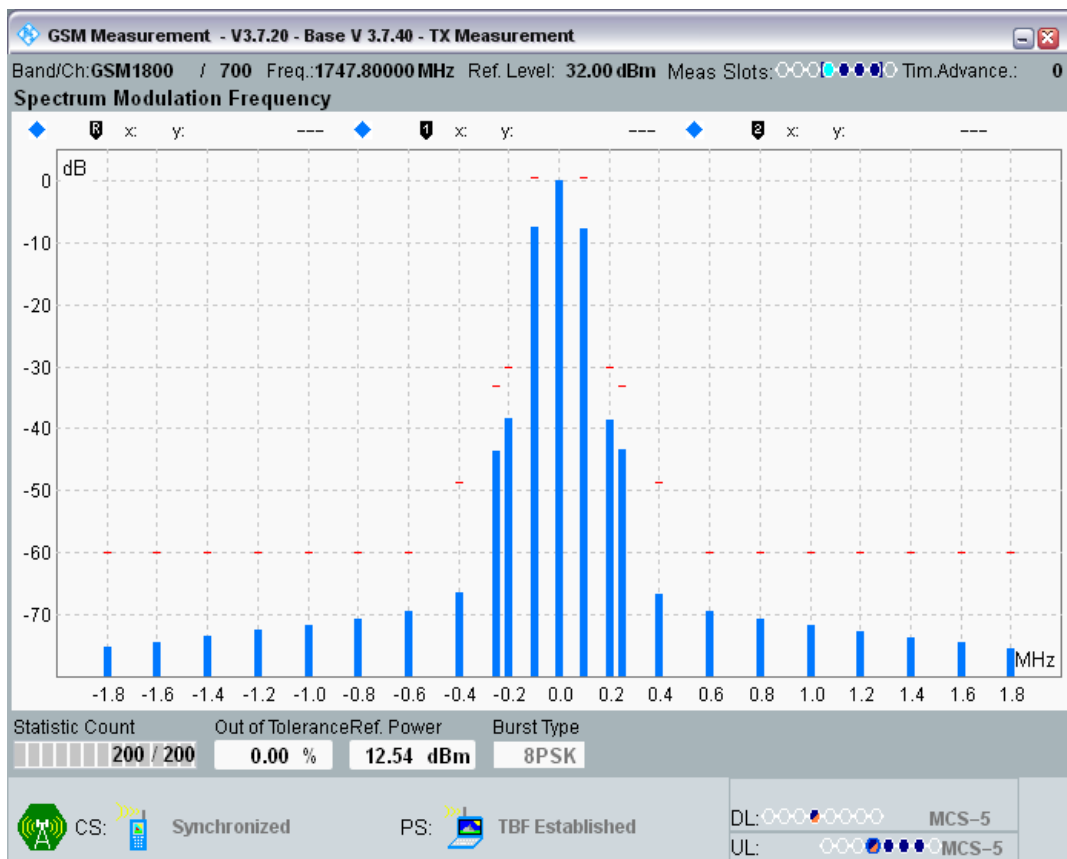 GSM Measurement - V3.7.20 - Base V 3.7.40 - TX Measurement
Band/Ch:GSM1800 / 700 Freq.:1747.80000 MHz Ref. Level: 32.00 dBm Meas Slots: Tim.Advance.: 0
Spectrum Modulation Frequency
R x: y: --- 1 x: y: --- 2 x: y: ---
dB
0
-10
-20
-30
-40
-50
-60
-70
MHz
-1.8 -1.6 -1.4 -1.2 -1.0 -0.8 -0.6 -0.4 -0.2 0.0 0.2 0.4 0.6 0.8 1.0 1.2 1.4 1.6 1.8
Statistic Count Out of Tolerance Ref. Power Burst Type
200 / 200 0.00 % 12.54 dBm 8PSK
CS: Synchronized PS: TBF Established
DL: MCS-5
UL: MCS-5